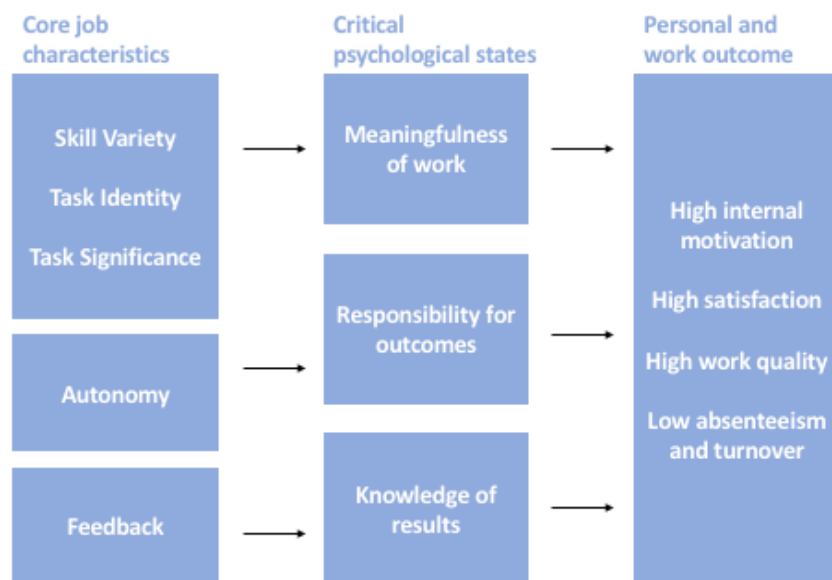 Core job
characteristics
Critical
psychological states
Personal and
work outcome
Skill Variety
Task Identity
Task Significance
Autonomy
Feedback
Meaningfulness
of work
Responsibility for
outcomes
Knowledge of
results
High internal
motivation
High satisfaction
High work quality
Low absenteeism
and turnover